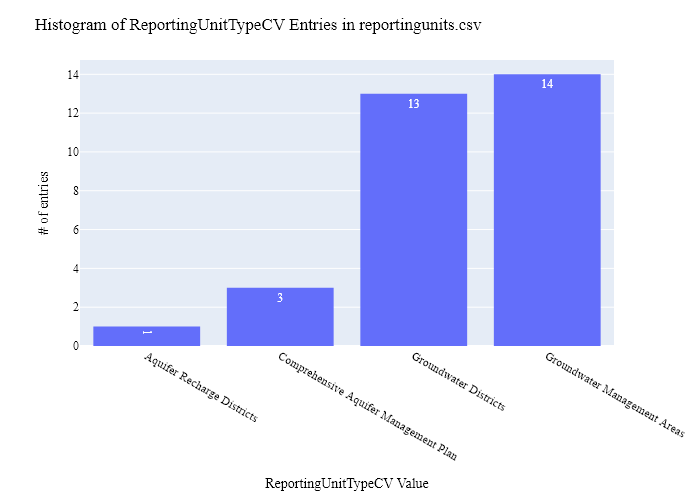 Histogram of ReportingUnitTypeCV Entries in reportingunits.csv
# of entries
14
12
10
8
6
4
2
0
1
3
13
14
Aquifer Recharge Districts
Comprehensive Aquifer Management Plan
Groundwater Districts
Groundwater Management Areas
ReportingUnitTypeCV Value